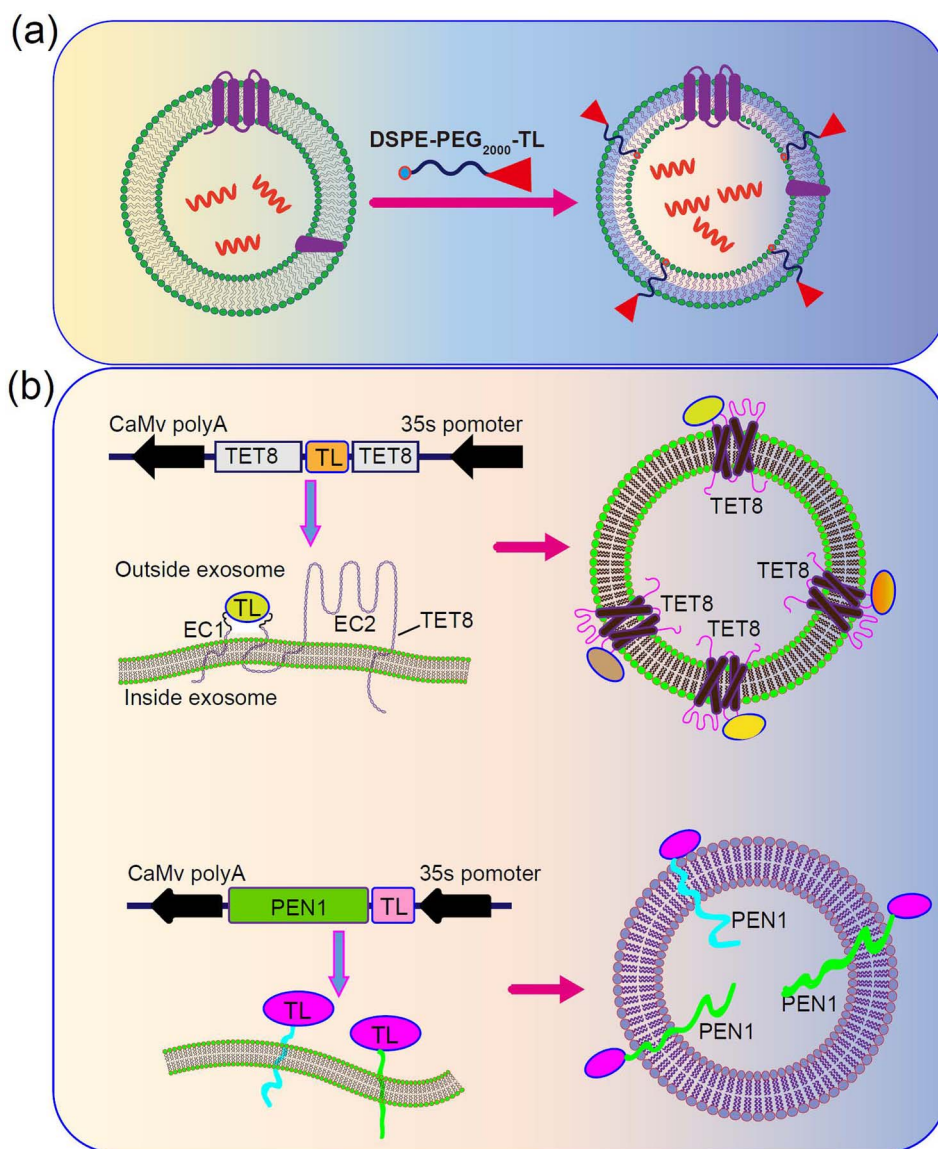 (a)
DSPE-PEG2000-TL
(b)
CaMv polyA
35s pomoter
TET8
TL
TET8
Outside exosome
TL
EC1
EC2
TET8
Inside exosome
TET8
TET8
TET8
TET8
CaMv polyA
35s pomoter
PEN1
TL
TL
TL
PEN1
PEN1
PEN1